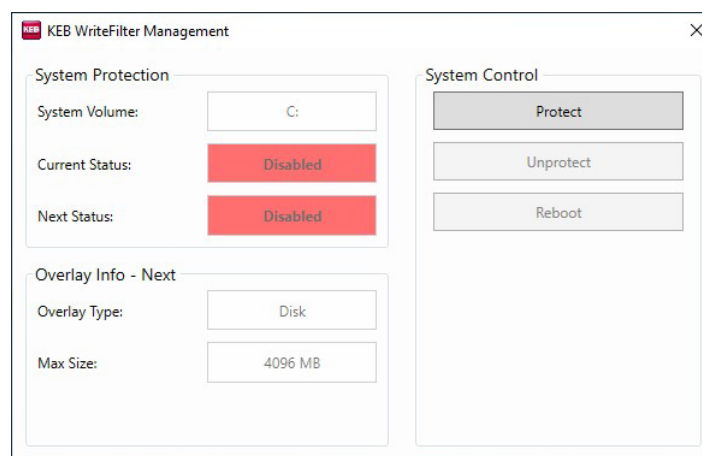 KEB KEB WriteFilter Management
System Protection
System Volume: C:
Current Status: Disabled
Next Status: Disabled
Overlay Info - Next
Overlay Type: Disk
Max Size: 4096 MB
System Control
Protect
Unprotect
Reboot